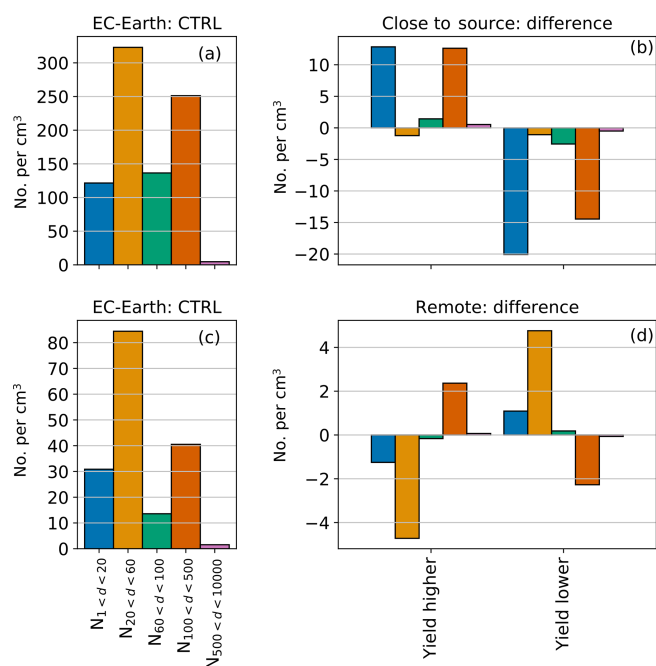 EC-Earth: CTRL
Close to source: difference
(a)
(b)
No. per cm³
300
250
200
150
100
50
0
No. per cm³
10
5
0
−5
−10
−15
−20
EC-Earth: CTRL
Remote: difference
(c)
(d)
No. per cm³
80
70
60
50
40
30
20
10
0
No. per cm³
4
2
0
−2
−4
N1 < d < 20
N20 < d < 60
N60 < d < 100
N100 < d < 500
N500 < d < 10000
Yield higher
Yield lower